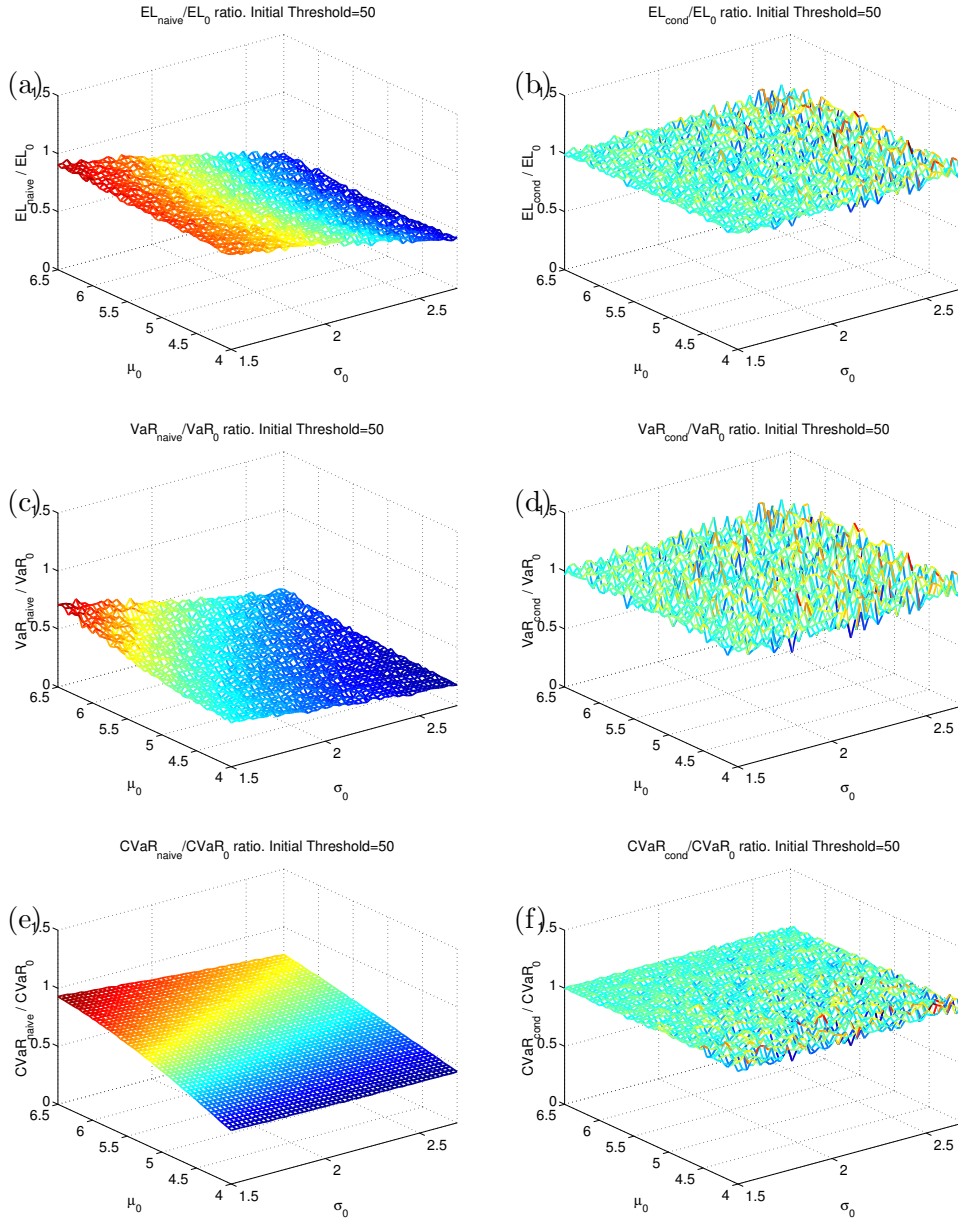 EL_naive/EL_0 ratio. Initial Threshold=50
(a)
EL_naive / EL_0
1.5
1
0.5
0
6.5
6
5.5
5
4.5
4
μ_0
1.5
2
2.5
σ_0
EL_cond/EL_0 ratio. Initial Threshold=50
(b)
EL_cond / EL_0
1.5
1
0.5
0
6.5
6
5.5
5
4.5
4
μ_0
1.5
2
2.5
σ_0
VaR_naive/VaR_0 ratio. Initial Threshold=50
(c)
VaR_naive / VaR_0
1.5
1
0.5
0
6.5
6
5.5
5
4.5
4
μ_0
1.5
2
2.5
σ_0
VaR_cond/VaR_0 ratio. Initial Threshold=50
(d)
VaR_cond / VaR_0
1.5
1
0.5
0
6.5
6
5.5
5
4.5
4
μ_0
1.5
2
2.5
σ_0
CVaR_naive/CVaR_0 ratio. Initial Threshold=50
(e)
CVaR_naive / CVaR_0
1.5
1
0.5
0
6.5
6
5.5
5
4.5
4
μ_0
1.5
2
2.5
σ_0
CVaR_cond/CVaR_0 ratio. Initial Threshold=50
(f)
CVaR_cond / CVaR_0
1.5
1
0.5
0
6.5
6
5.5
5
4.5
4
μ_0
1.5
2
2.5
σ_0